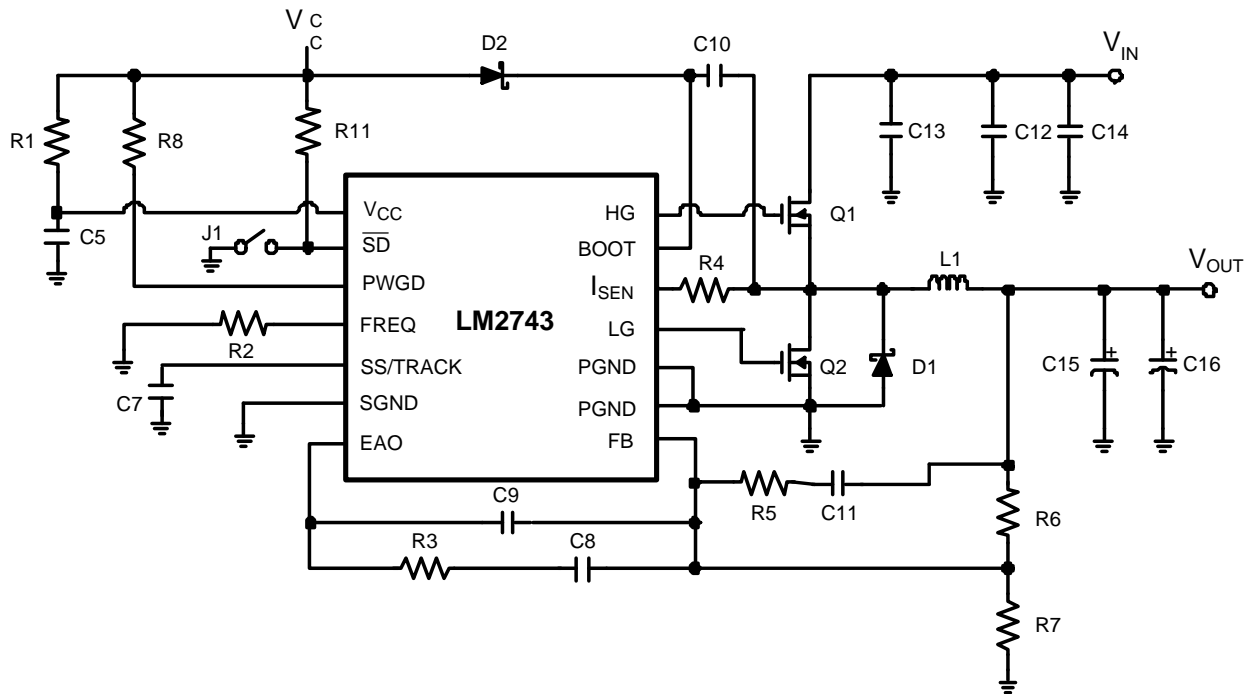 V C
C
D2
C10
V IN
R1
R8
R11
C13
C12
C14
VCC
HG
Q1
C5
J1
SD
BOOT
PWGD
ISEN
R4
L1
VOUT
FREQ
LM2743
LG
R2
SS/TRACK
PGND
Q2
D1
C15
+
C16
+
C7
SGND
PGND
EAO
FB
C9
R5
C11
R6
R3
C8
R7